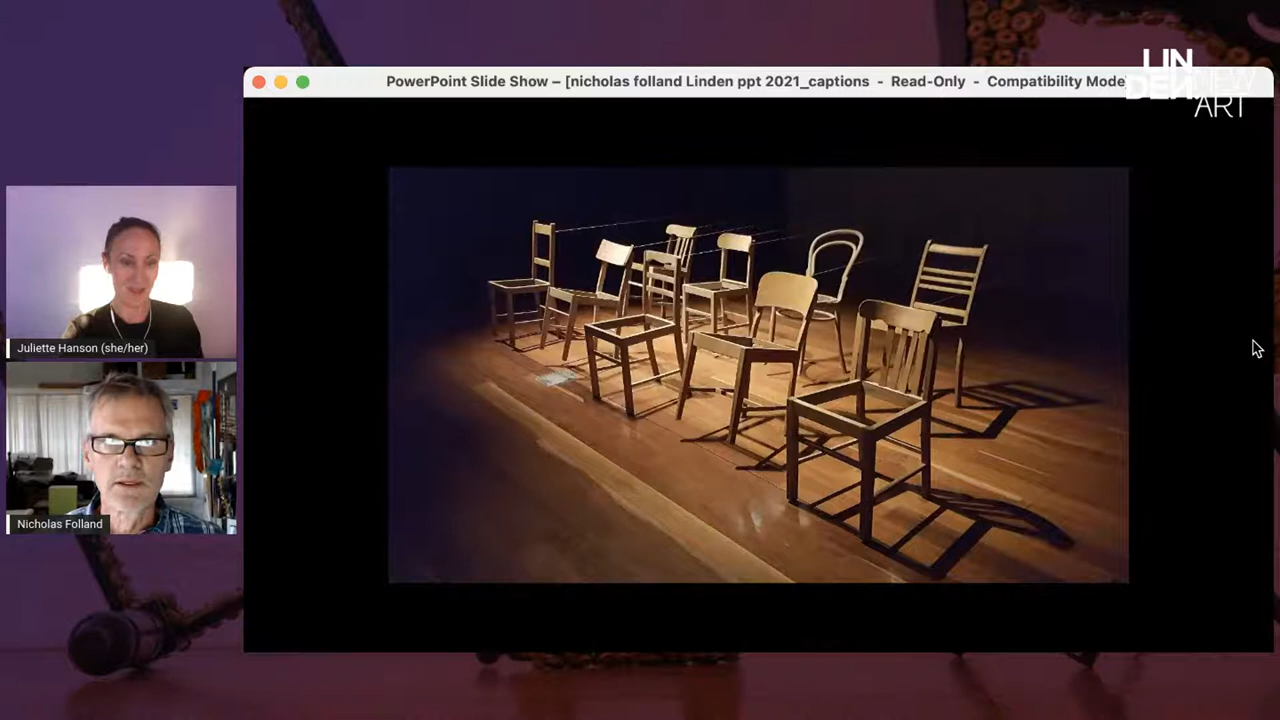 LIN
DEN NEW
ART
PowerPoint Slide Show – [nicholas folland Linden ppt 2021_captions - Read-Only - Compatibility Mode]
Juliette Hanson (she/her)
Nicholas Folland